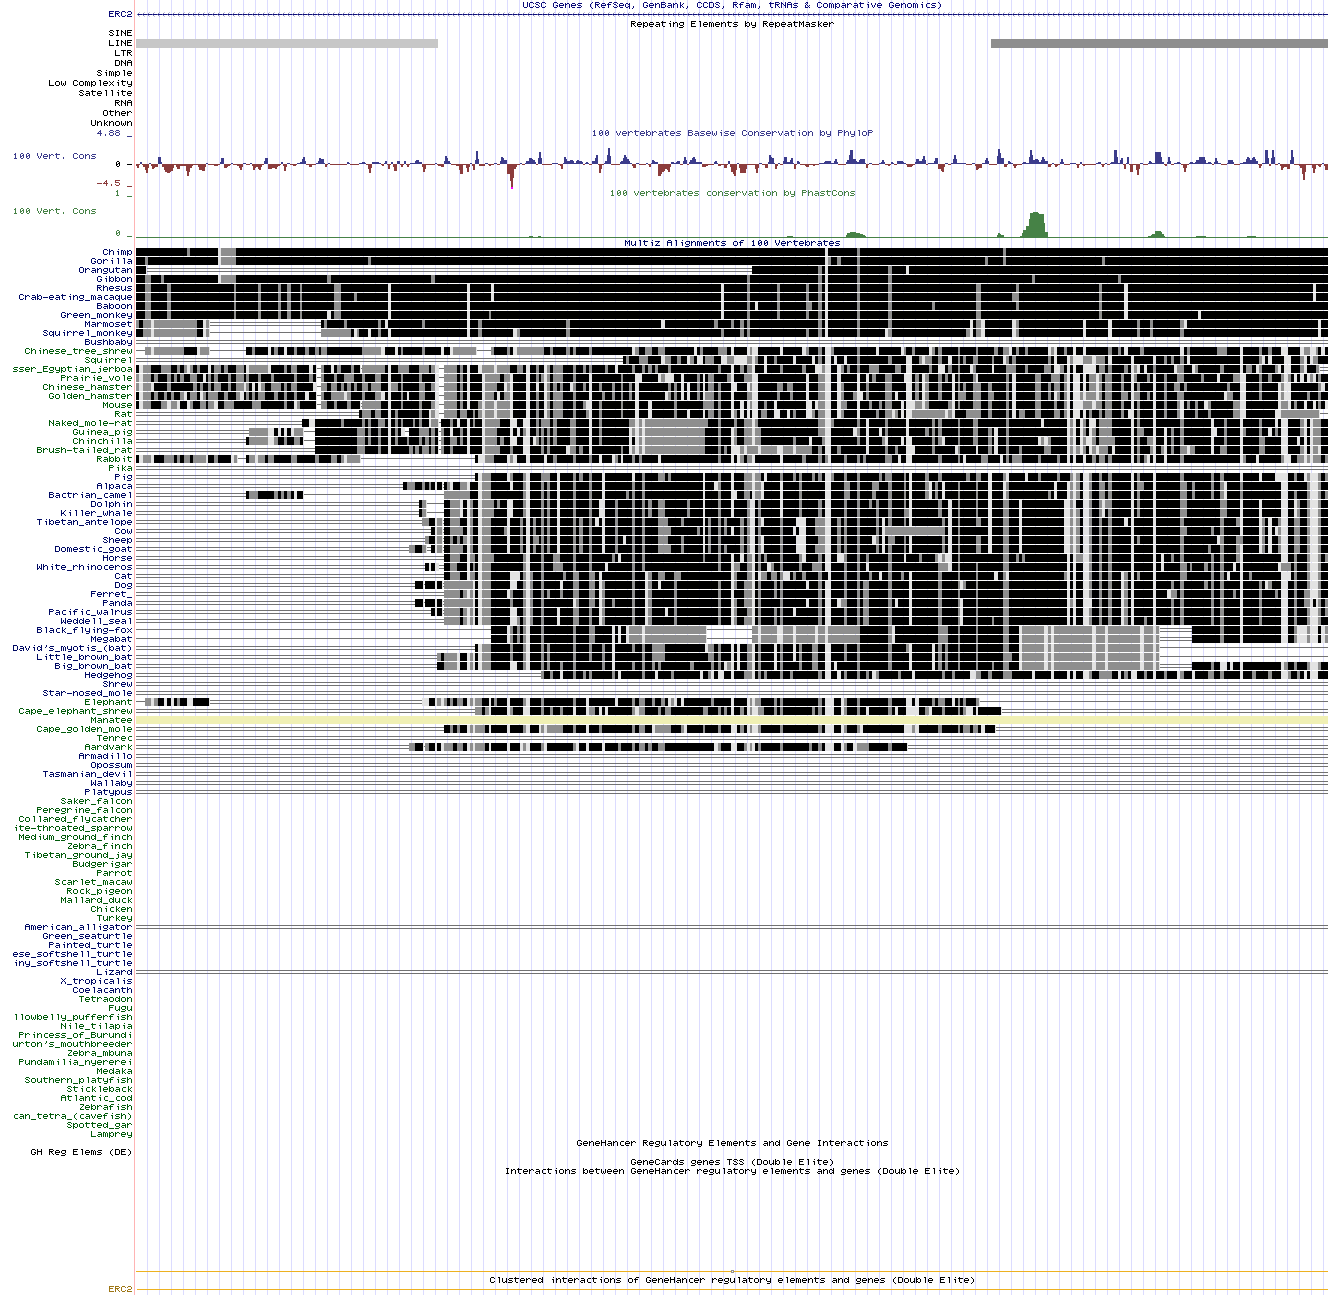 UCSC Genes (RefSeq, GenBank, CCDS, Rfam, tRNAs & Comparative Genomics)
ERC2
Repeating Elements by RepeatMasker
SINE
LINE
LTR
DNA
Simple
Low Complexity
Satellite
RNA
Other
Unknown
4.88 _
100 vertebrates Basewise Conservation by PhyloP
100 Vert. Cons
0 _
-4.5 _
100 vertebrates conservation by PhastCons
1 _
100 Vert. Cons
0 _
Multiz Alignments of 100 Vertebrates
Chimp
Gorilla
Orangutan
Gibbon
Rhesus
Crab-eating_macaque
Baboon
Green_monkey
Marmoset
Squirrel_monkey
Bushbaby
Chinese_tree_shrew
Squirrel
sser_Egyptian_jerboa
Prairie_vole
Chinese_hamster
Golden_hamster
Mouse
Rat
Naked_mole-rat
Guinea_pig
Chinchilla
Brush-tailed_rat
Rabbit
Pika
Pig
Alpaca
Bactrian_camel
Dolphin
Killer_whale
Tibetan_antelope
Cow
Sheep
Domestic_goat
Horse
White_rhinoceros
Cat
Dog
Ferret_
Panda
Pacific_walrus
Weddell_seal
Black_flying-fox
Megabat
David's_myotis_(bat)
Little_brown_bat
Big_brown_bat
Hedgehog
Shrew
Star-nosed_mole
Elephant
Cape_elephant_shrew
Manatee
Cape_golden_mole
Tenrec
Aardvark
Armadillo
Opossum
Tasmanian_devil
Wallaby
Platypus
Saker_falcon
Peregrine_falcon
Collared_flycatcher
ite-throated_sparrow
Medium_ground_finch
Zebra_finch
Tibetan_ground_jay
Budgerigar
Parrot
Scarlet_macaw
Rock_pigeon
Mallard_duck
Chicken
Turkey
American_alligator
Green_seaturtle
Painted_turtle
ese_softshell_turtle
iny_softshell_turtle
Lizard
X_tropicalis
Coelacanth
Tetraodon
Fugu
llowbelly_pufferfish
Nile_tilapia
Princess_of_Burundi
urton's_mouthbreeder
Zebra_mbuna
Pundamilia_nyererei
Medaka
Southern_platyfish
Stickleback
Atlantic_cod
Zebrafish
can_tetra_(cavefish)
Spotted_gar
Lamprey
GeneHancer Regulatory Elements and Gene Interactions
GH Reg Elems (DE)
GeneCards genes TSS (Double Elite)
Interactions between GeneHancer regulatory elements and genes (Double Elite)
Clustered interactions of GeneHancer regulatory elements and genes (Double Elite)
ERC2